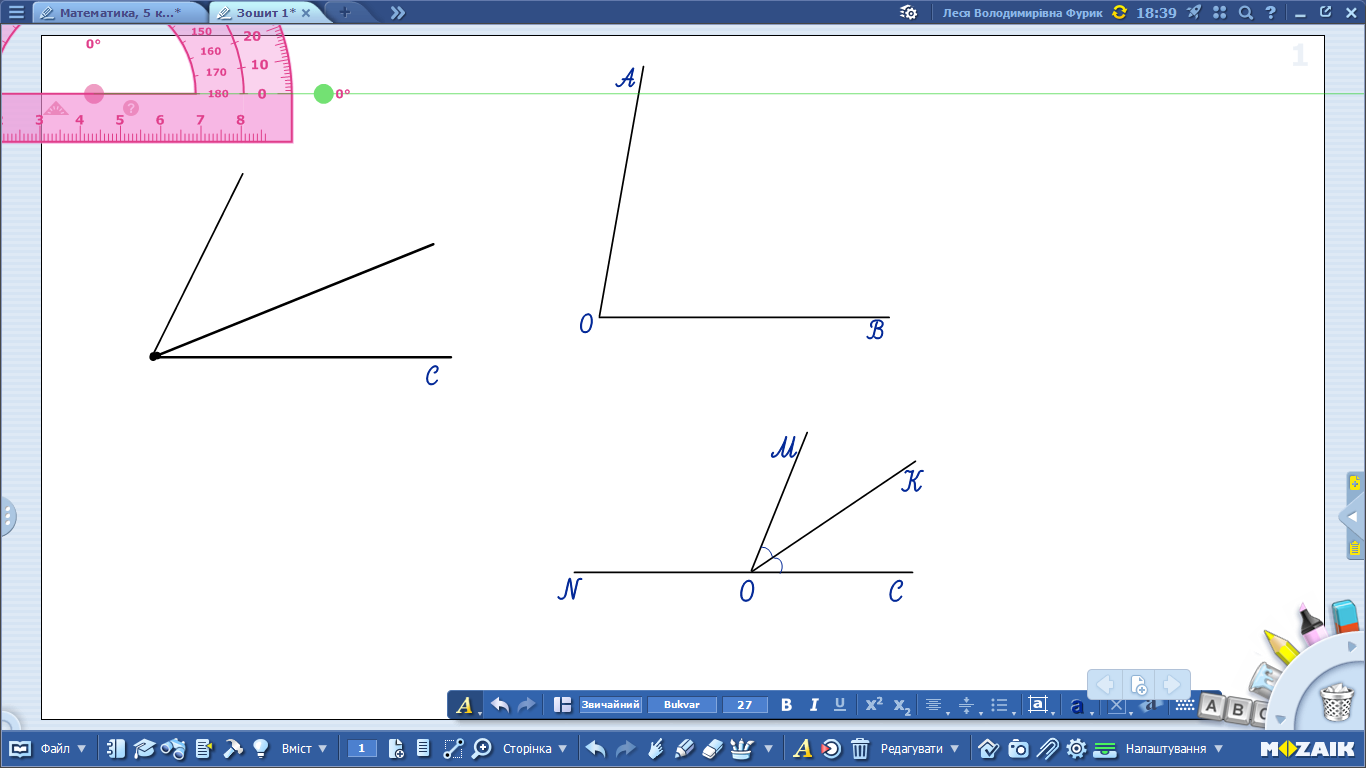 Математика, 5 к...*
Зошит 1*
Леся Володимирівна Фурик
18:39
?
1
0°
150
160
170
180
20
10
0
0°
?
3 4 5 6 7 8
A
O
B
C
M
K
N
O
C
A
Звичайний
Bukvar
27
B I U x² x₂
a
a
a
A B C
Файл
Вміст
1
Сторінка
A
Редагувати
Налаштування
MOZAIK